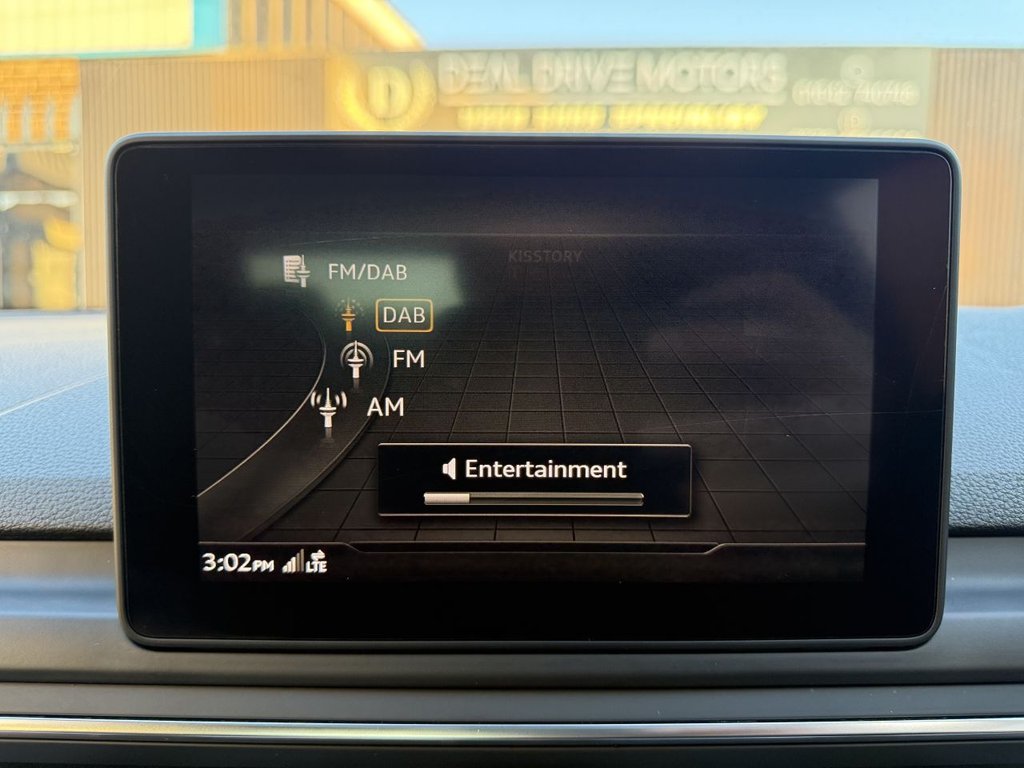 DEAL DRIVE MOTORS
KISSTORY
FM/DAB
DAB
FM
AM
Entertainment
3:02PM LTE